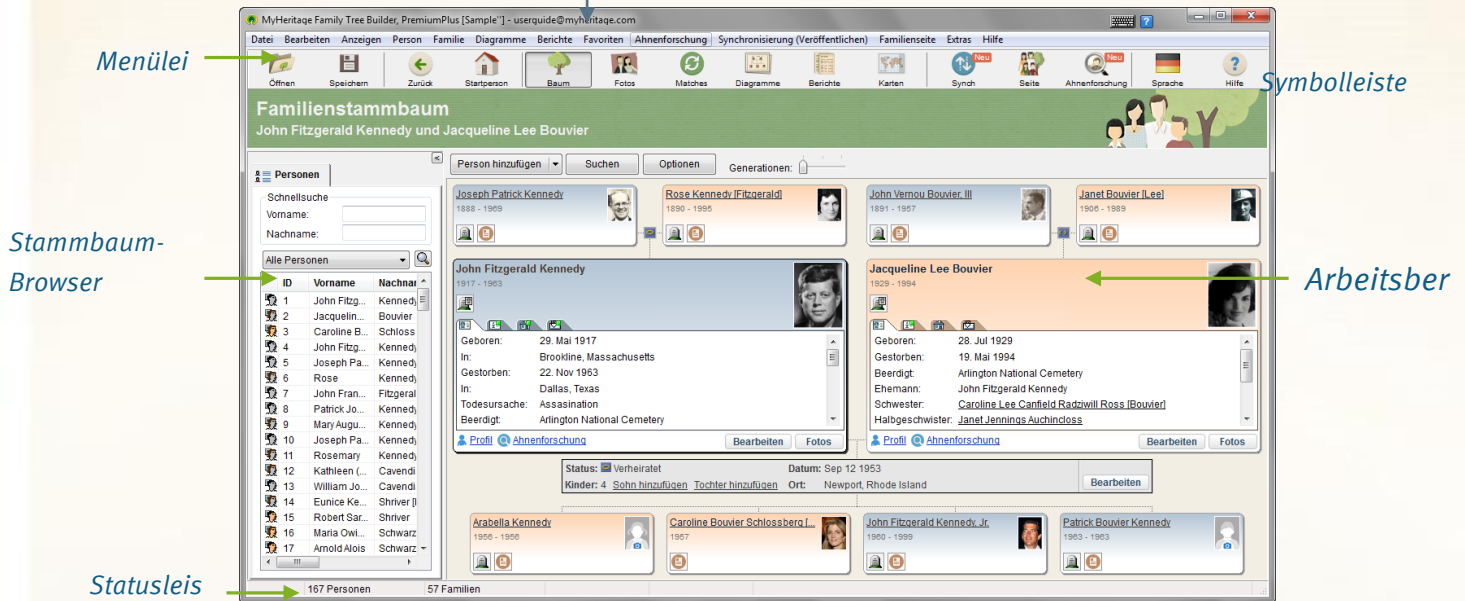 MyHeritage Family Tree Builder, PremiumPlus [Sample"] - userguide@myheritage.com
Datei Bearbeiten Anzeigen Person Familie Diagramme Berichte Favoriten Ahnenforschung Synchronisierung (Veröffentlichen) Familienseite Extras Hilfe
Menülei
Neu Neu
Öffnen Speichern Zurück Startperson Baum Fotos Matches Diagramme Berichte Karten Synch Seite Ahnenforschung Sprache Hilfe
Symbolleiste
Familienstammbaum
John Fitzgerald Kennedy und Jacqueline Lee Bouvier
Person hinzufügen Suchen Optionen Generationen:
Personen
Schnellsuche
Vorname:
Nachname:
Alle Personen
Stammbaum-
Browser
ID Vorname Nachnar
1 John Fitzg... Kennedy
2 Jacquelin... Bouvier
3 Caroline B... Schloss
4 John Fitzg... Kennedy
5 Joseph Pa... Kennedy
6 Rose Kennedy
7 John Fran... Fitzgeral
8 Patrick Jo... Kennedy
9 Mary Augu... Kennedy
10 Joseph Pa... Kennedy
11 Rosemary Kennedy
12 Kathleen (... Cavendi
13 William Jo... Cavendi
14 Eunice Ke... Shriver [
15 Robert Sar... Shriver
16 Maria Owi... Schwarz
17 Arnold Alois Schwarz
Joseph Patrick Kennedy
1888 - 1969
Rose Kennedy [Fitzgerald]
1890 - 1995
John Vernou Bouvier, III
1891 - 1957
Janet Bouvier [Lee]
1906 - 1989
John Fitzgerald Kennedy
1917 - 1963
Geboren: 29. Mai 1917
In: Brookline, Massachusetts
Gestorben: 22. Nov 1963
In: Dallas, Texas
Todesursache: Assasination
Beerdigt: Arlington National Cemetery
Profil Ahnenforschung Bearbeiten Fotos
Jacqueline Lee Bouvier
1929 - 1994
Geboren: 28. Jul 1929
Gestorben: 19. Mai 1994
Beerdigt: Arlington National Cemetery
Ehemann: John Fitzgerald Kennedy
Schwester: Caroline Lee Canfield Radziwill Ross [Bouvier]
Halbgeschwister: Janet Jennings Auchincloss
Profil Ahnenforschung Bearbeiten Fotos
Arbeitsber
Status: Verheiratet Datum: Sep 12 1953
Kinder: 4 Sohn hinzufügen Tochter hinzufügen Ort: Newport, Rhode Island
Bearbeiten
Arabella Kennedy
1956 - 1956
Caroline Bouvier Schlossberg [...
1957
John Fitzgerald Kennedy, Jr.
1960 - 1999
Patrick Bouvier Kennedy
1963 - 1963
Statusleis
167 Personen 57 Familien